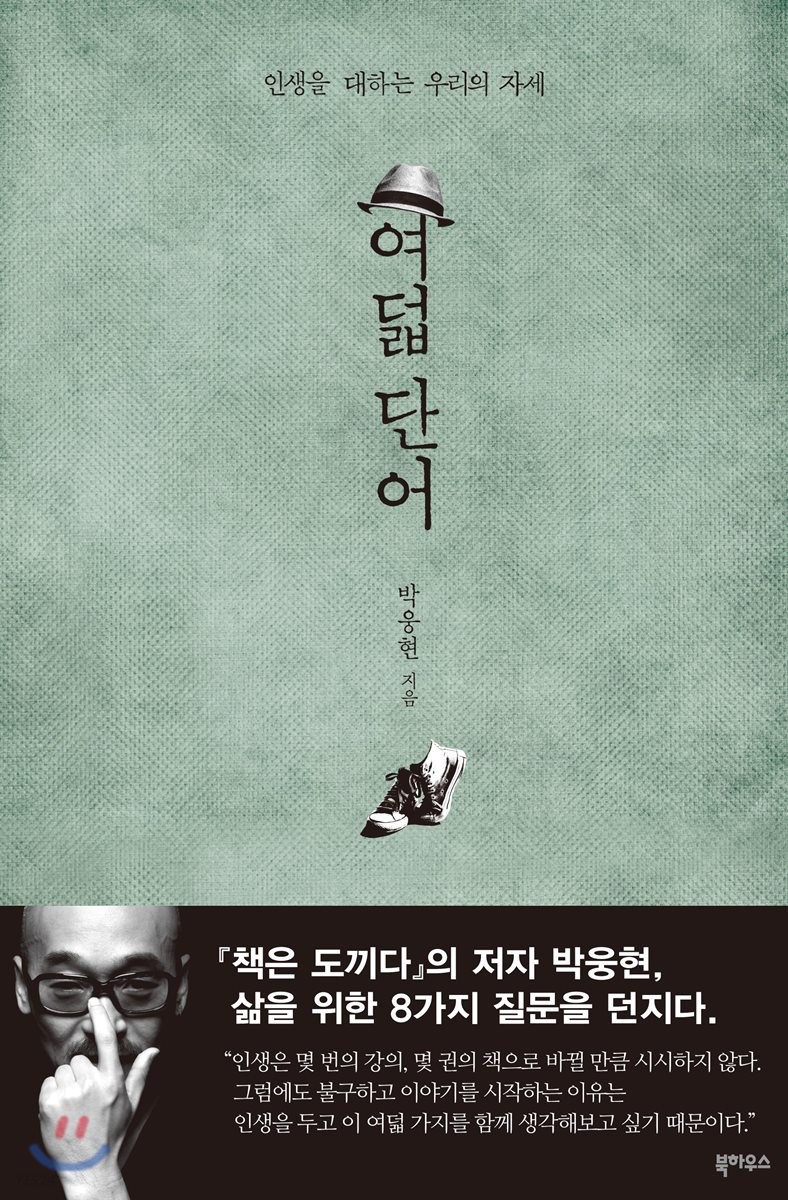 인생을 대하는 우리의 자세
여덟 단어
박웅현 지음
『책은 도끼다』의 저자 박웅현,
삶을 위한 8가지 질문을 던지다.
“인생은 몇 번의 강의, 몇 권의 책으로 바뀔 만큼 시시하지 않다.
그럼에도 불구하고 이야기를 시작하는 이유는
인생을 두고 이 여덟 가지를 함께 생각해보고 싶기 때문이다.”
북하우스